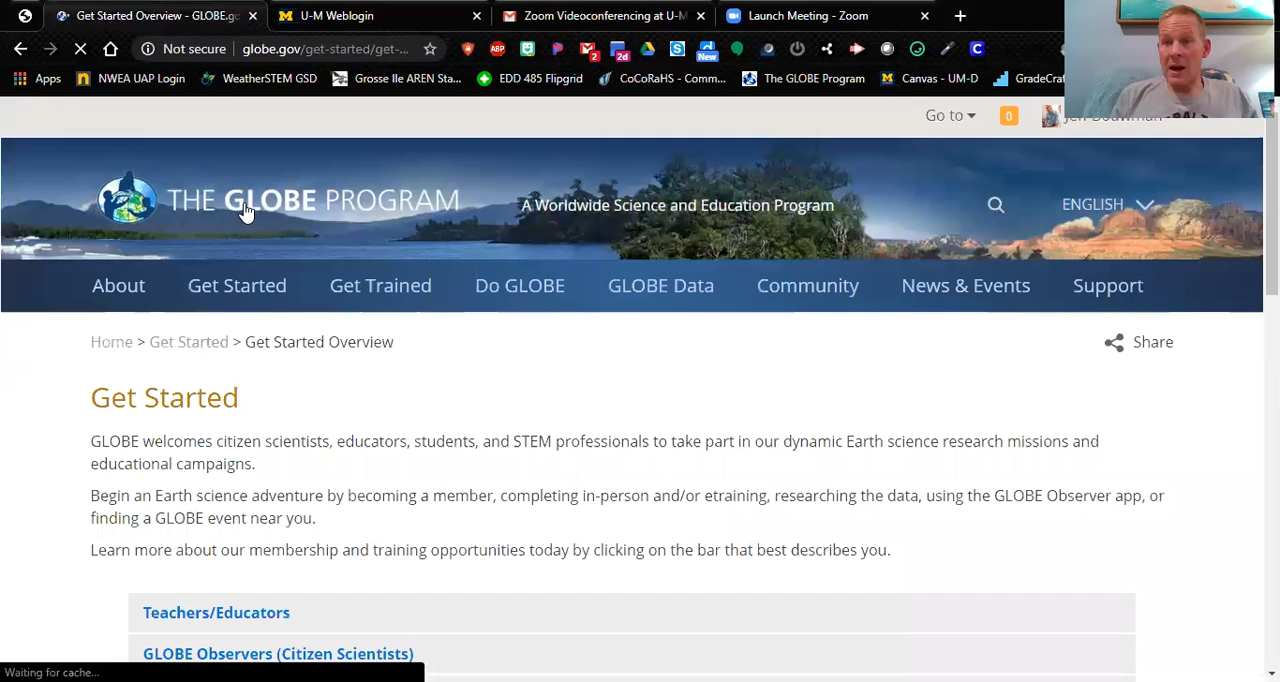 Get Started Overview - GLOBE.go
U-M Weblogin
Zoom Videoconferencing at U-M
Launch Meeting - Zoom
Not secure
globe.gov/get-started/get-...
ABP
2
2d
New
Apps
NWEA UAP Login
WeatherSTEM GSD
Grosse Ile AREN Sta...
EDD 485 Flipgrid
CoCoRaHS - Comm...
The GLOBE Program
Canvas - UM-D
GradeCraf
Go to
0
THE GLOBE PROGRAM
A Worldwide Science and Education Program
ENGLISH
About
Get Started
Get Trained
Do GLOBE
GLOBE Data
Community
News & Events
Support
Home > Get Started > Get Started Overview
Share
Get Started
GLOBE welcomes citizen scientists, educators, students, and STEM professionals to take part in our dynamic Earth science research missions and
educational campaigns.
Begin an Earth science adventure by becoming a member, completing in-person and/or etraining, researching the data, using the GLOBE Observer app, or
finding a GLOBE event near you.
Learn more about our membership and training opportunities today by clicking on the bar that best describes you.
Teachers/Educators
GLOBE Observers (Citizen Scientists)
Waiting for cache...